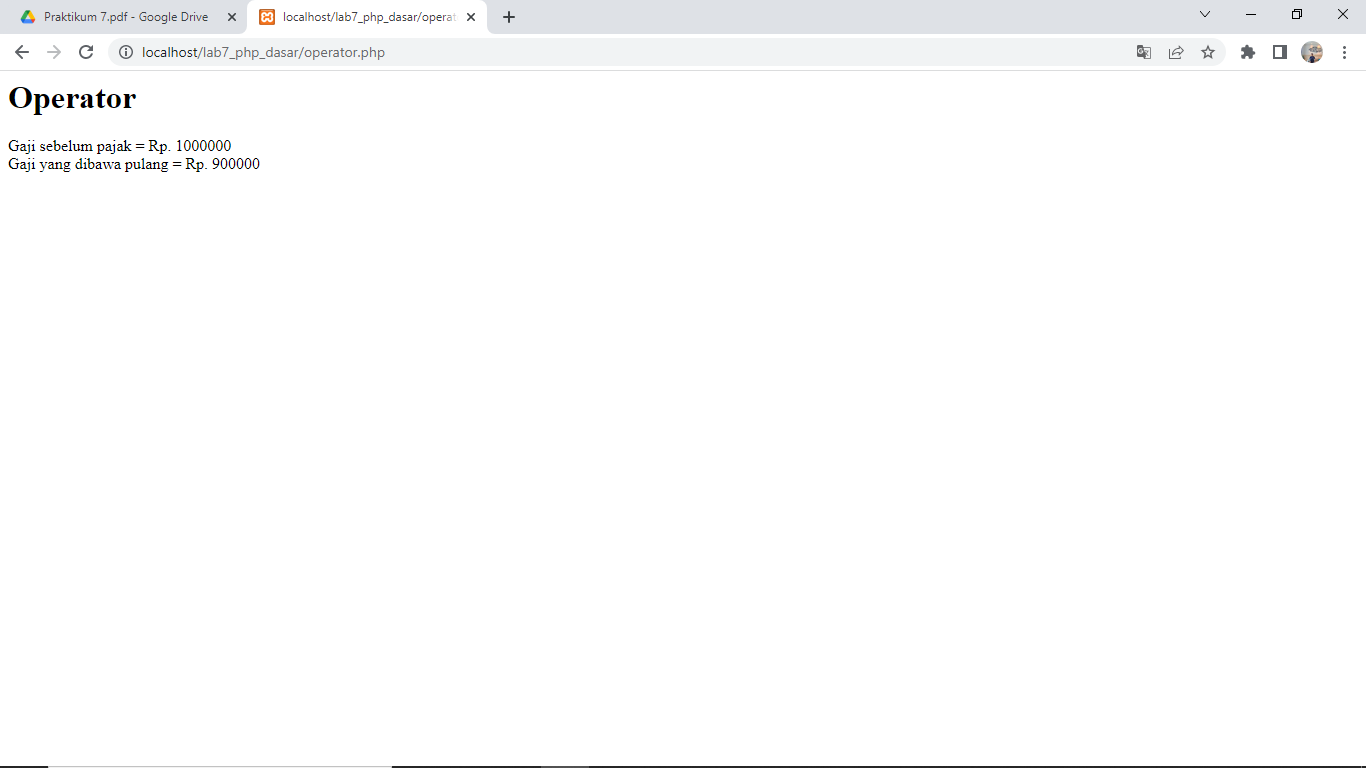 Praktikum 7.pdf - Google Drive
localhost/lab7_php_dasar/operat
localhost/lab7_php_dasar/operator.php
Operator
Gaji sebelum pajak = Rp. 1000000
Gaji yang dibawa pulang = Rp. 900000